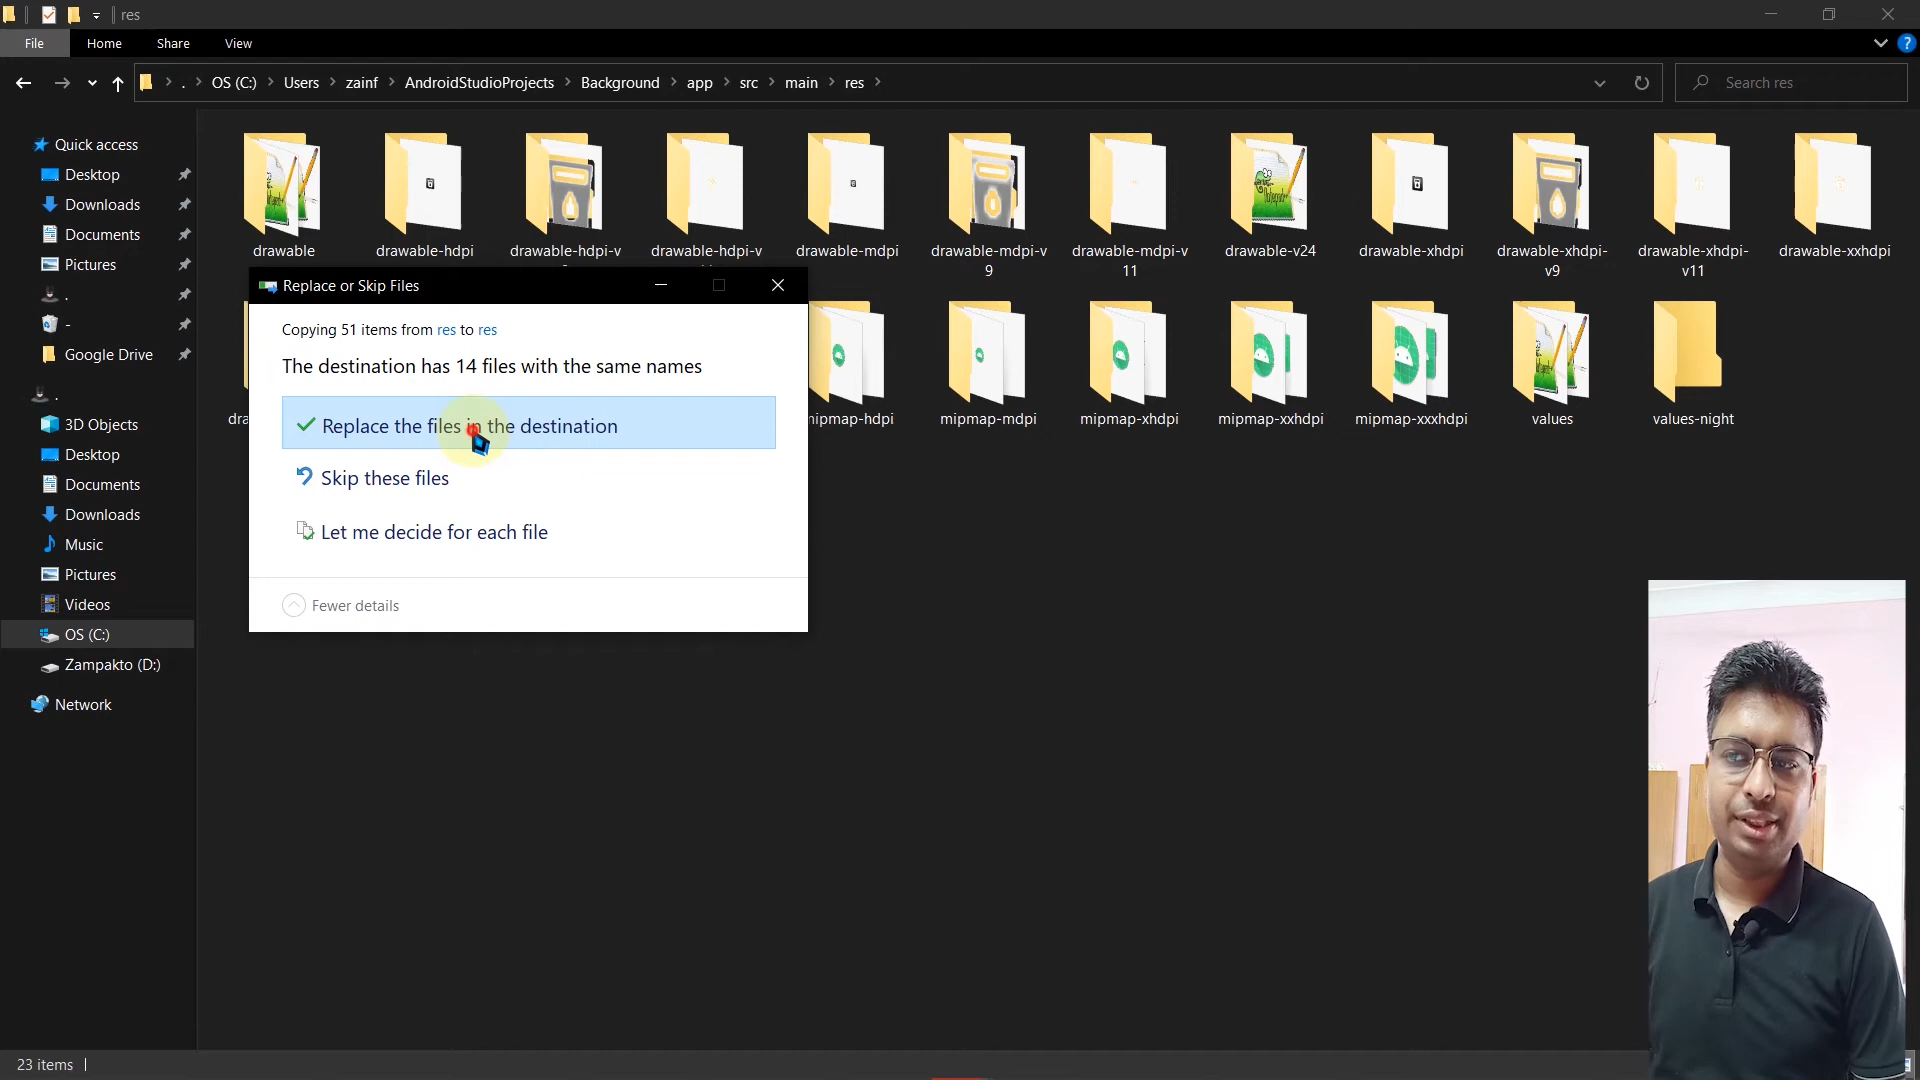 res
File Home Share View
. OS (C:) Users zainf AndroidStudioProjects Background app src main res
Search res
Quick access
Desktop
Downloads
Documents
Pictures
.
-
Google Drive
.
3D Objects
Desktop
Documents
Downloads
Music
Pictures
Videos
OS (C:)
Zampakto (D:)
Network
drawable drawable-hdpi drawable-hdpi-v drawable-hdpi-v drawable-mdpi drawable-mdpi-v drawable-mdpi-v drawable-v24 drawable-xhdpi drawable-xhdpi- drawable-xhdpi- drawable-xxhdpi
9 11 v9 v11
dra mipmap-hdpi mipmap-mdpi mipmap-xhdpi mipmap-xxhdpi mipmap-xxxhdpi values values-night
Replace or Skip Files
Copying 51 items from res to res
The destination has 14 files with the same names
Replace the files in the destination
Skip these files
Let me decide for each file
Fewer details
23 items